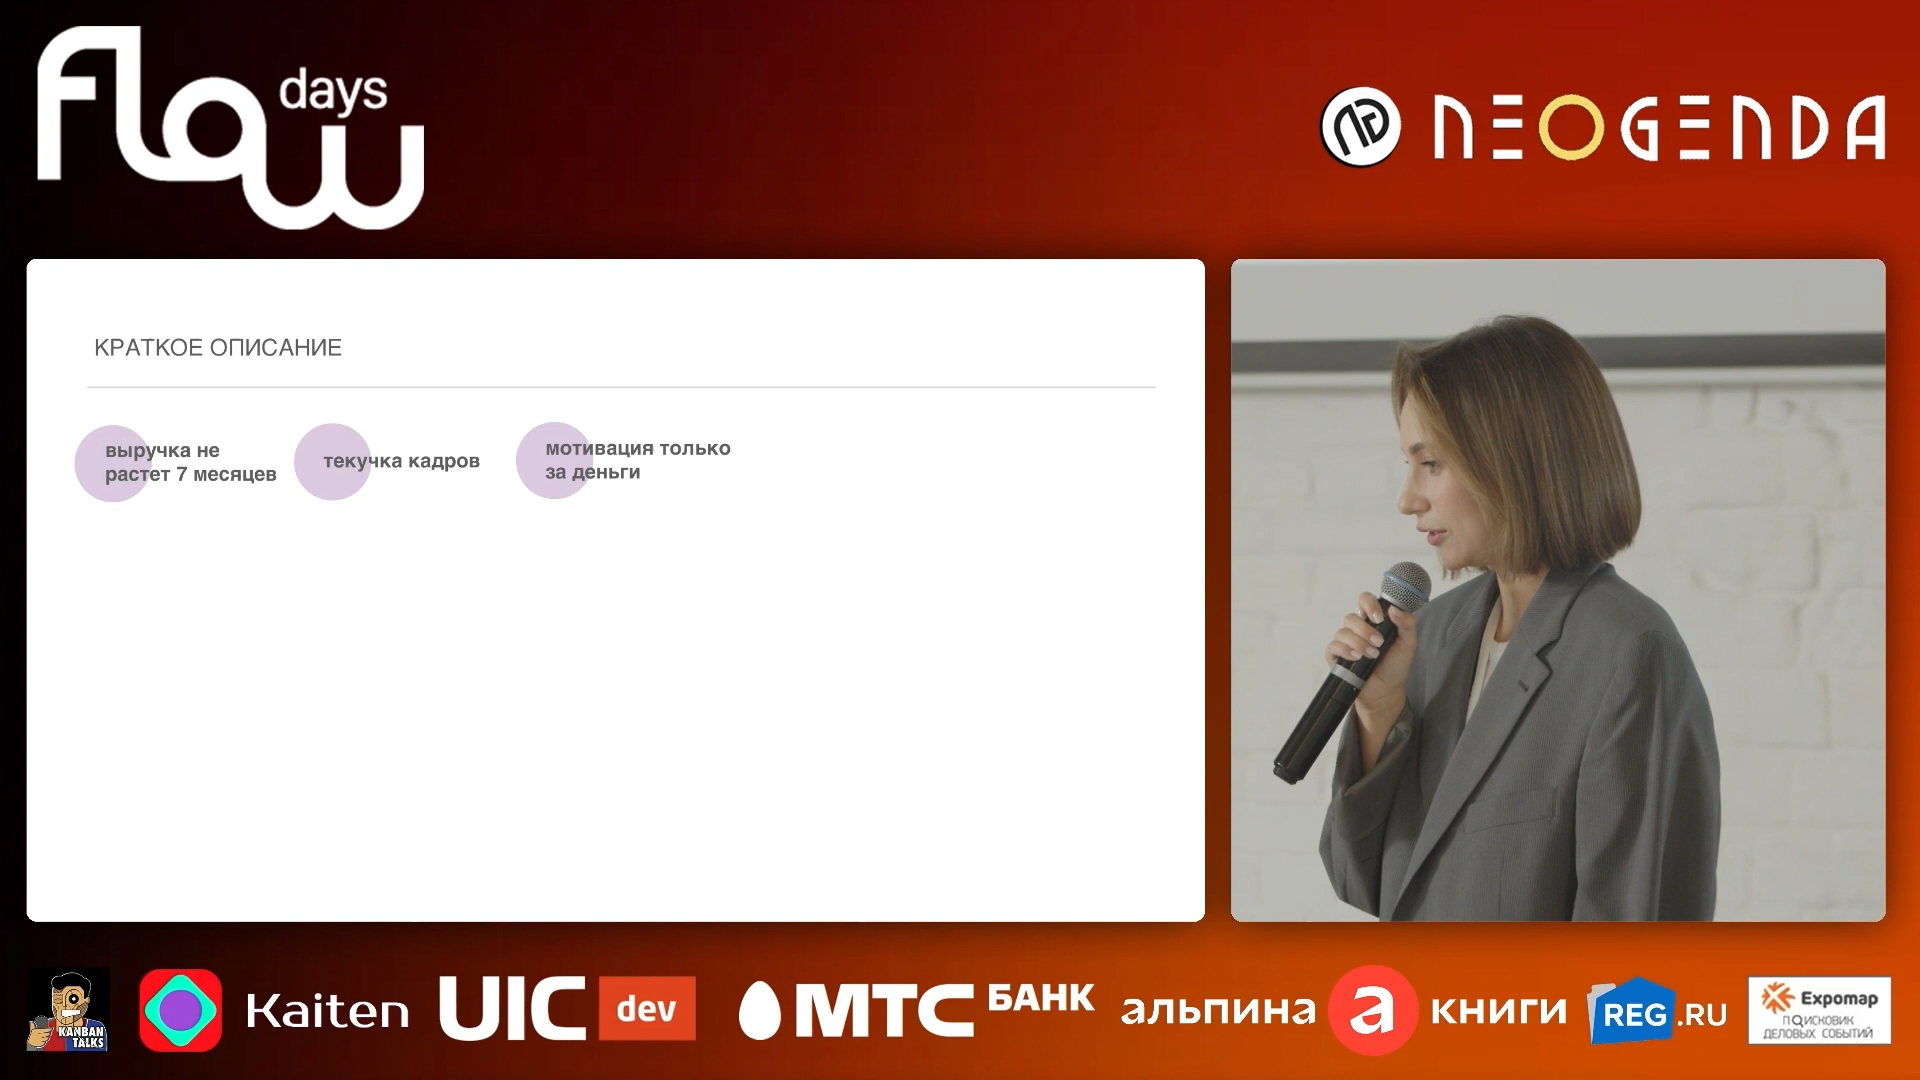 flow
days
NEOGENDA
КРАТКОЕ ОПИСАНИЕ
выручка не
растет 7 месяцев
текучка кадров
мотивация только
за деньги
KANBAN
TALKS
Kaiten
UIC dev
МТС БАНК
альпина а книги
REG.RU
Expomap
ПОИСКОВИК
ДЕЛОВЫХ СОБЫТИЙ